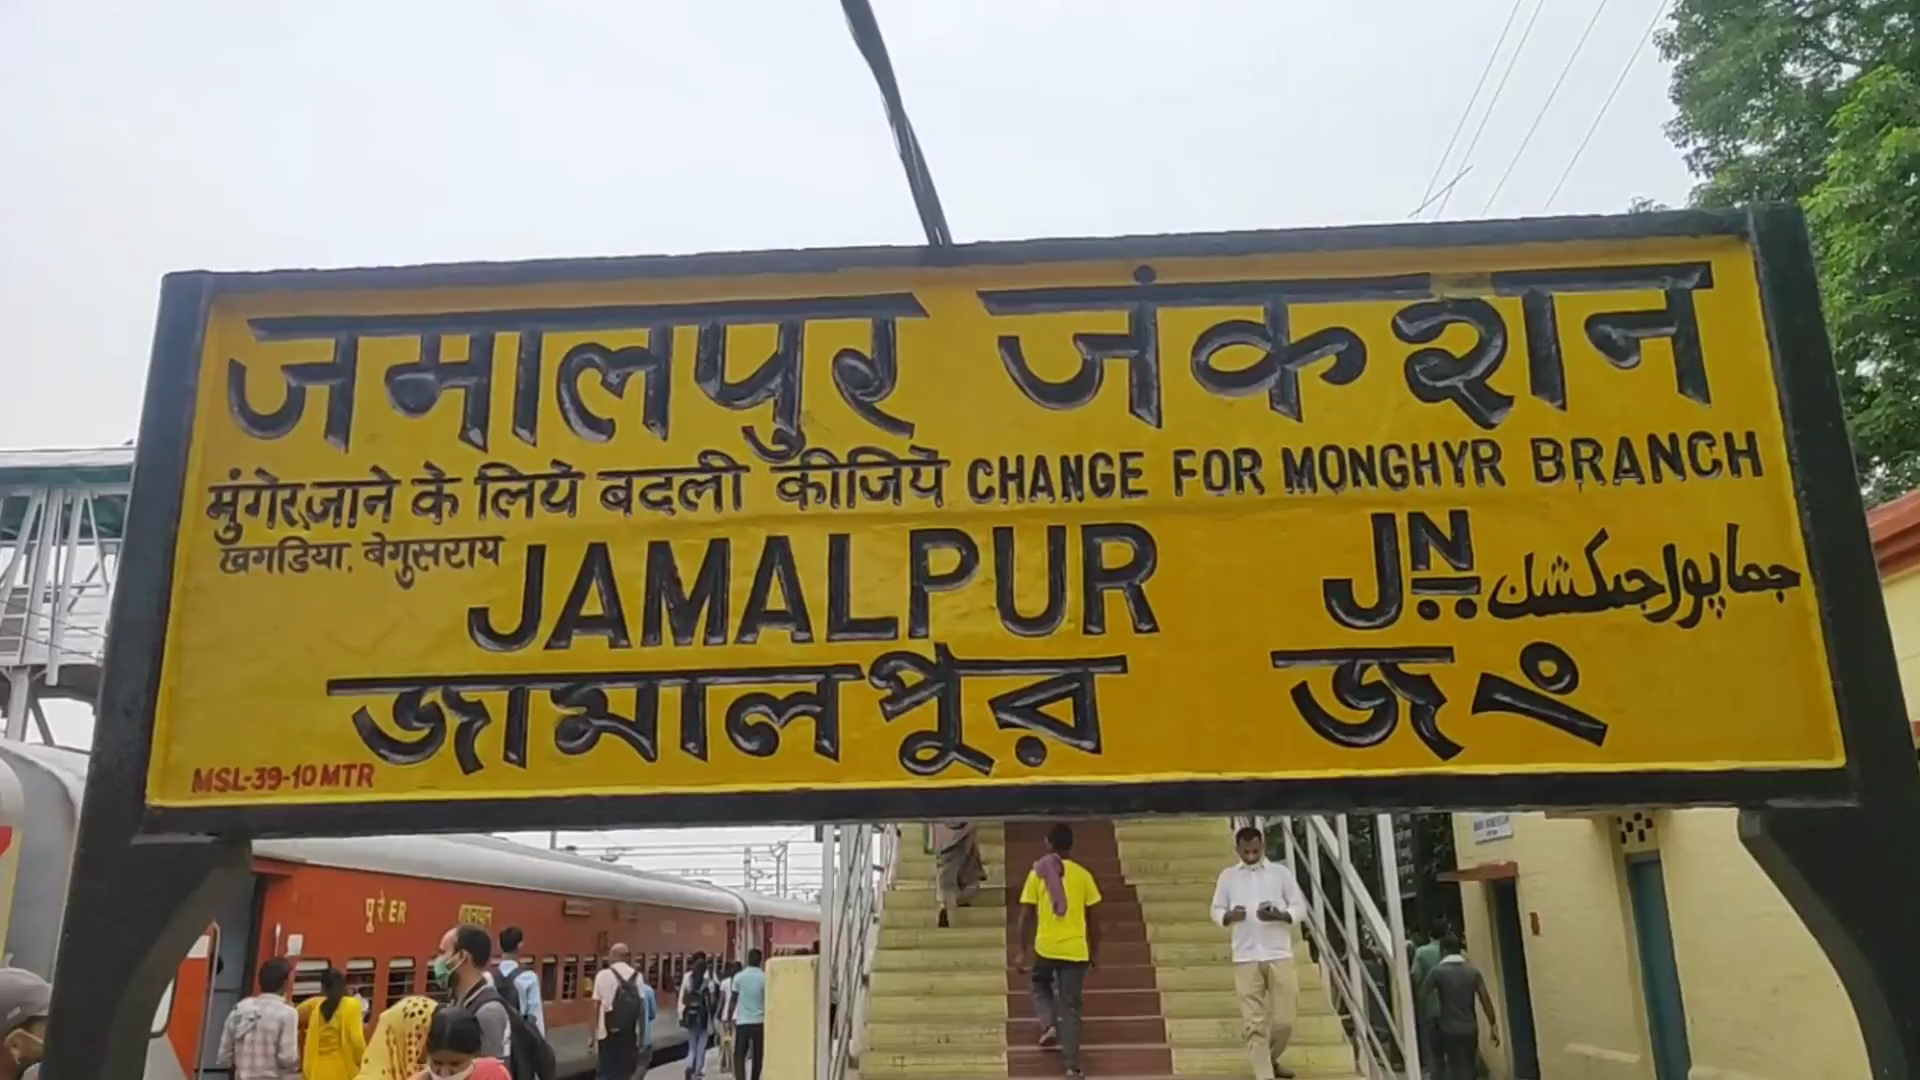 जमालपुर जंकशन
मुंगेर जाने के लिये बदली कीजिये CHANGE FOR MONGHYR BRANCH
खगडिया, बेगुसराय
JAMALPUR JN
جمالپور جنکشن
জামালপুর জং
MSL-39-10 MTR
पू रे ER